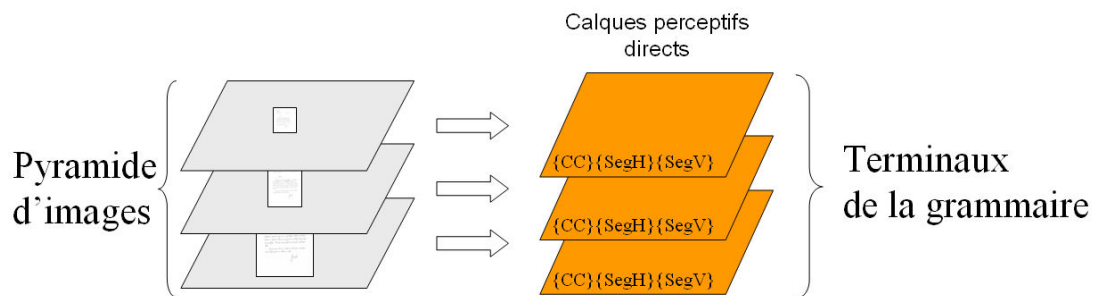 Calques perceptifs
directs
Pyramide
d'images
{CC}{SegH}{SegV}
{CC}{SegH}{SegV}
{CC}{SegH}{SegV}
Terminaux
de la grammaire